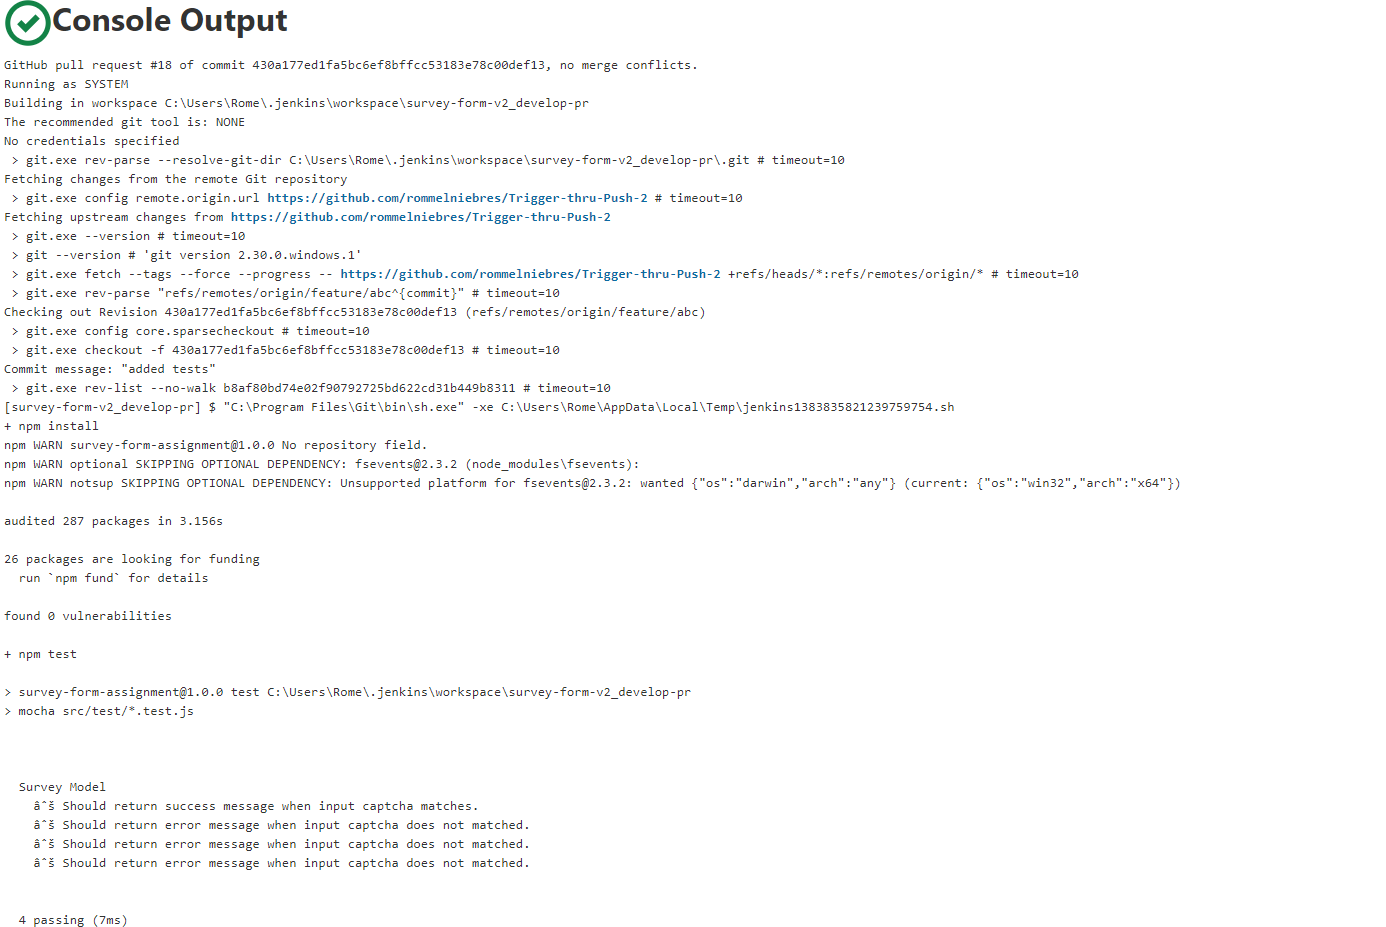 Console Output
GitHub pull request #18 of commit 430a177ed1fa5bc6ef8bffcc53183e78c00def13, no merge conflicts.
Running as SYSTEM
Building in workspace C:\Users\Rome\.jenkins\workspace\survey-form-v2_develop-pr
The recommended git tool is: NONE
No credentials specified
 > git.exe rev-parse --resolve-git-dir C:\Users\Rome\.jenkins\workspace\survey-form-v2_develop-pr\.git # timeout=10
Fetching changes from the remote Git repository
 > git.exe config remote.origin.url https://github.com/rommelniebres/Trigger-thru-Push-2 # timeout=10
Fetching upstream changes from https://github.com/rommelniebres/Trigger-thru-Push-2
 > git.exe --version # timeout=10
 > git --version # 'git version 2.30.0.windows.1'
 > git.exe fetch --tags --force --progress -- https://github.com/rommelniebres/Trigger-thru-Push-2 +refs/heads/*:refs/remotes/origin/* # timeout=10
 > git.exe rev-parse "refs/remotes/origin/feature/abc^{commit}" # timeout=10
Checking out Revision 430a177ed1fa5bc6ef8bffcc53183e78c00def13 (refs/remotes/origin/feature/abc)
 > git.exe config core.sparsecheckout # timeout=10
 > git.exe checkout -f 430a177ed1fa5bc6ef8bffcc53183e78c00def13 # timeout=10
Commit message: "added tests"
 > git.exe rev-list --no-walk b8af80bd74e02f90792725bd622cd31b449b8311 # timeout=10
[survey-form-v2_develop-pr] $ "C:\Program Files\Git\bin\sh.exe" -xe C:\Users\Rome\AppData\Local\Temp\jenkins1383835821239759754.sh
+ npm install
npm WARN survey-form-assignment@1.0.0 No repository field.
npm WARN optional SKIPPING OPTIONAL DEPENDENCY: fsevents@2.3.2 (node_modules\fsevents):
npm WARN notsup SKIPPING OPTIONAL DEPENDENCY: Unsupported platform for fsevents@2.3.2: wanted {"os":"darwin","arch":"any"} (current: {"os":"win32","arch":"x64"})
audited 287 packages in 3.156s
26 packages are looking for funding
  run `npm fund` for details
found 0 vulnerabilities
+ npm test
> survey-form-assignment@1.0.0 test C:\Users\Rome\.jenkins\workspace\survey-form-v2_develop-pr
> mocha src/test/*.test.js
  Survey Model
    âˆš Should return success message when input captcha matches.
    âˆš Should return error message when input captcha does not matched.
    âˆš Should return error message when input captcha does not matched.
    âˆš Should return error message when input captcha does not matched.
  4 passing (7ms)